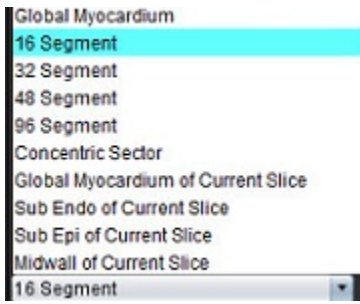 Global Myocardium
16 Segment
32 Segment
48 Segment
96 Segment
Concentric Sector
Global Myocardium of Current Slice
Sub Endo of Current Slice
Sub Epi of Current Slice
Midwall of Current Slice
16 Segment